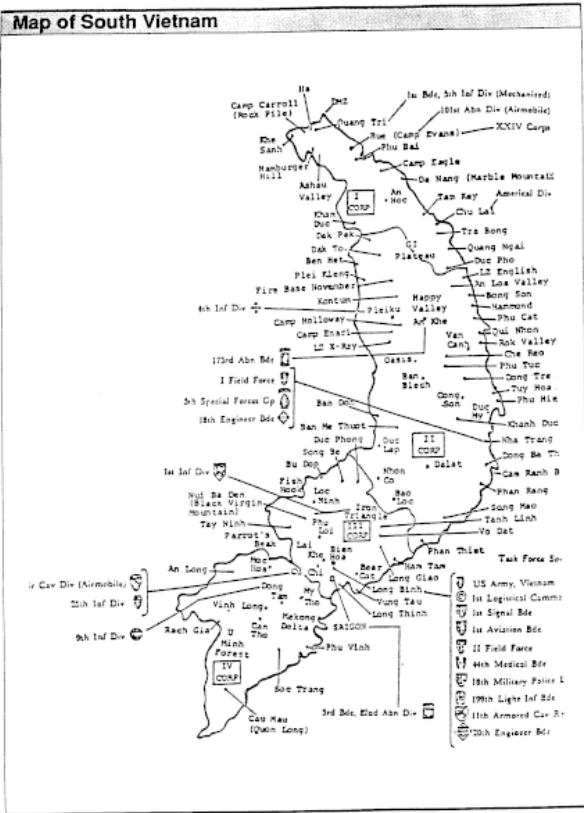 Map of South Vietnam
IIa
DMZ
1st Bde, 5th Inf Div (Mechanized)
Camp Carroll
(Rock Pile)
Quang Tri
101st Abn Div (Airmobile)
Hue (Camp Evans)
XXIV Corps
Khe
Sanh
Phu Bai
Hamburger
Hill
Camp Eagle
Ashau
Valley
Da Nang (Marble Mountai
I
CORP
An
Hoc
Tam Key
Americal Div
Kham
Duc
Chu Lai
Dak Pek
Tra Bong
Dak To
GI
Plateau
Quang Ngai
Ben Het
Duc Pho
Plei Kleng
LZ English
Fire Base November
An Loa Valley
Kontum
Happy
Valley
Bong Son
4th Inf Div
Pleiku
Hammond
Camp Holloway
An Khe
Phu Cat
Camp Enari
Van
Canh
Qui Nhon
LZ X-Ray
Rok Valley
173rd Abn Bde
Oasis
Che Reo
I Field Force
Ban
Blech
Phu Tuc
5th Special Forces Gp
Cong
Son
Dong Tre
18th Engineer Bde
Ban Don
Duc
My
Tuy Hoa
Phu Hie
Ban Me Thuot
Khanh Duc
Duc Phong
Duc
Lap
II
CORP
Nha Trang
Song Be
Dalat
Dong Ba Th
1st Inf Div
Bu Dop
Nhon
Co
Cam Ranh B
Fish
Hook
Loc
Ninh
Bao
Loc
Phan Rang
Nui Ba Den
(Black Virgin
Mountain)
Iron
Triangle
Song Mao
Phu
Loi
III
CORP
Tanh Linh
Tay Ninh
Vo Dat
Parrot's
Beak
Lai
Khe
Bien
Hoa
Phan Thiet
An Long
Moc
Hoa
Cu Chi
Bear
Cat
Ham Tam
Task Force
Long Giao
ir Cav Div (Airmobile)
Dong
Tam
My
Tho
Long Binh
US Army, Vietnam
25th Inf Div
Vung Tau
1st Logistical Comma
Vinh Long
Mekong
Delta
Long Thinh
1st Signal Bde
9th Inf Div
Rach Gia
Can
Tho
SAIGON
1st Aviation Bde
U
Minh
Forest
Phu Vinh
II Field Force
IV
CORP
44th Medical Bde
Soc Trang
18th Military Police
199th Light Inf Bde
Cau Mau
(Quon Long)
3rd Bde, 82nd Abn Div
11th Armored Cav R
20th Engineer Bde